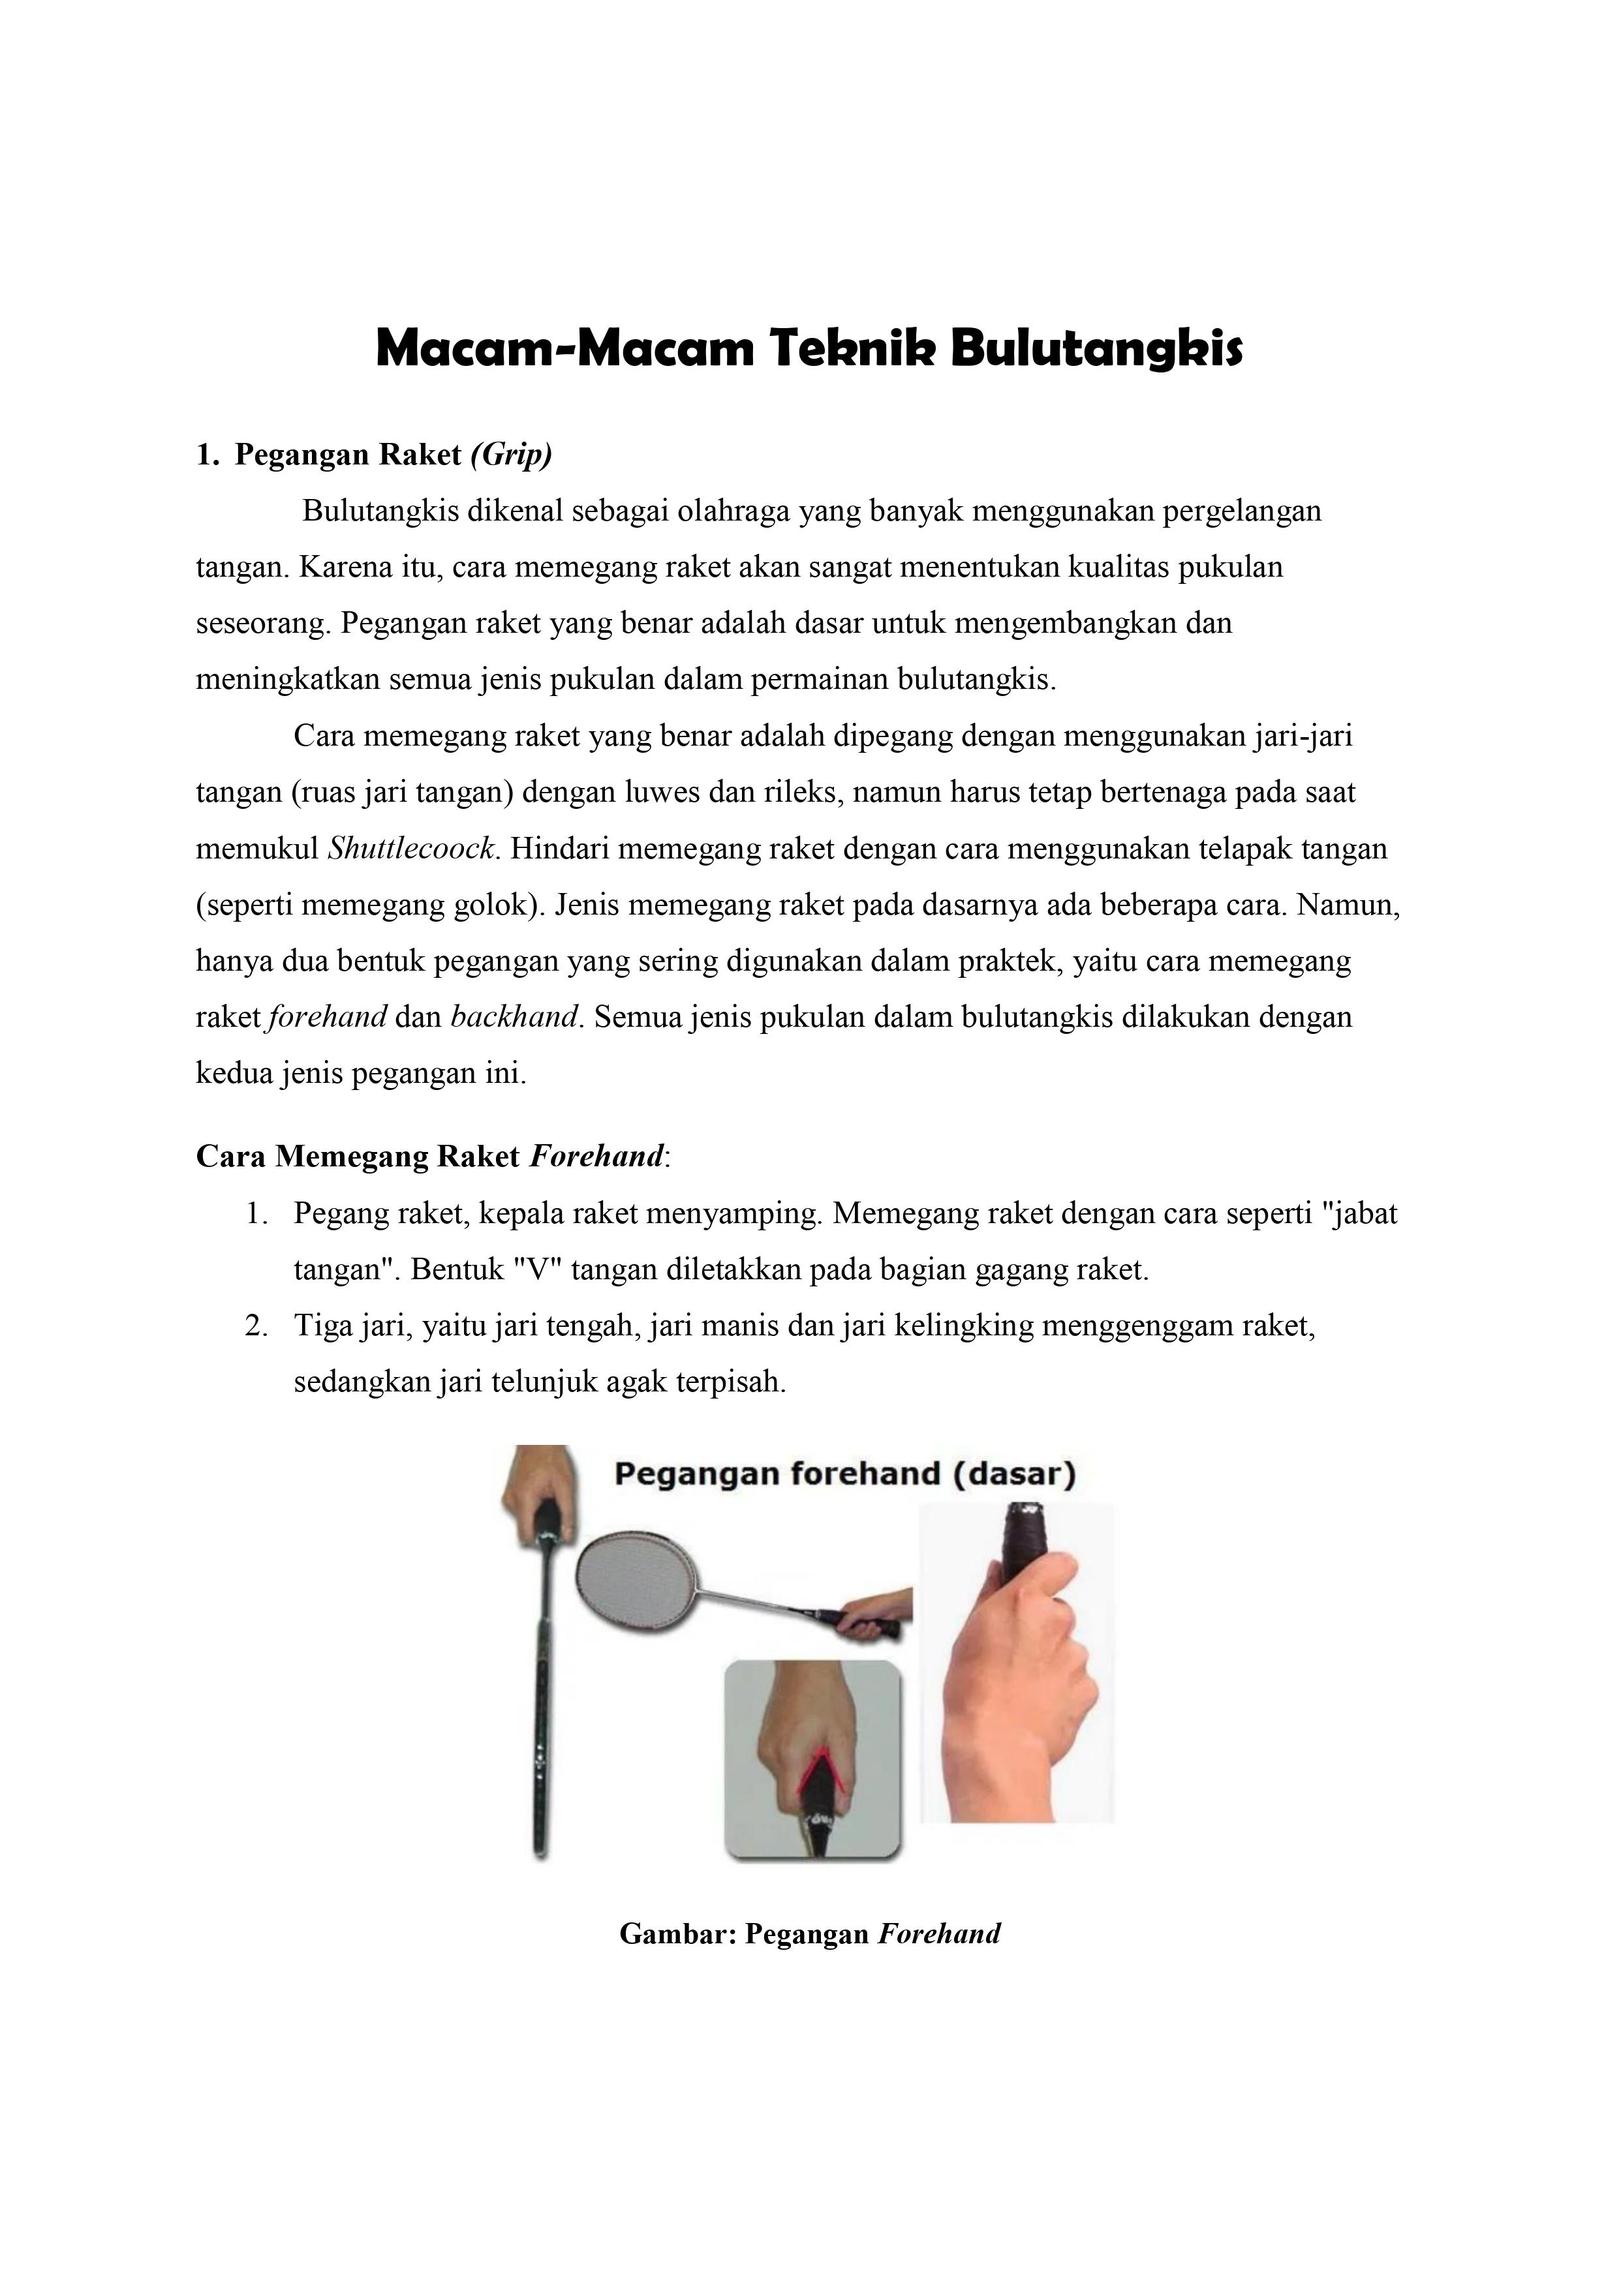 Macam-Macam Teknik Bulutangkis
1. Pegangan Raket (Grip)
Bulutangkis dikenal sebagai olahraga yang banyak menggunakan pergelangan
tangan. Karena itu, cara memegang raket akan sangat menentukan kualitas pukulan
seseorang. Pegangan raket yang benar adalah dasar untuk mengembangkan dan
meningkatkan semua jenis pukulan dalam permainan bulutangkis.
Cara memegang raket yang benar adalah dipegang dengan menggunakan jari-jari
tangan (ruas jari tangan) dengan luwes dan rileks, namun harus tetap bertenaga pada saat
memukul Shuttlecoock. Hindari memegang raket dengan cara menggunakan telapak tangan
(seperti memegang golok). Jenis memegang raket pada dasarnya ada beberapa cara. Namun,
hanya dua bentuk pegangan yang sering digunakan dalam praktek, yaitu cara memegang
raket forehand dan backhand. Semua jenis pukulan dalam bulutangkis dilakukan dengan
kedua jenis pegangan ini.
Cara Memegang Raket Forehand:
1. Pegang raket, kepala raket menyamping. Memegang raket dengan cara seperti "jabat
tangan". Bentuk "V" tangan diletakkan pada bagian gagang raket.
2. Tiga jari, yaitu jari tengah, jari manis dan jari kelingking menggenggam raket,
sedangkan jari telunjuk agak terpisah.
Pegangan forehand (dasar)
Gambar: Pegangan Forehand